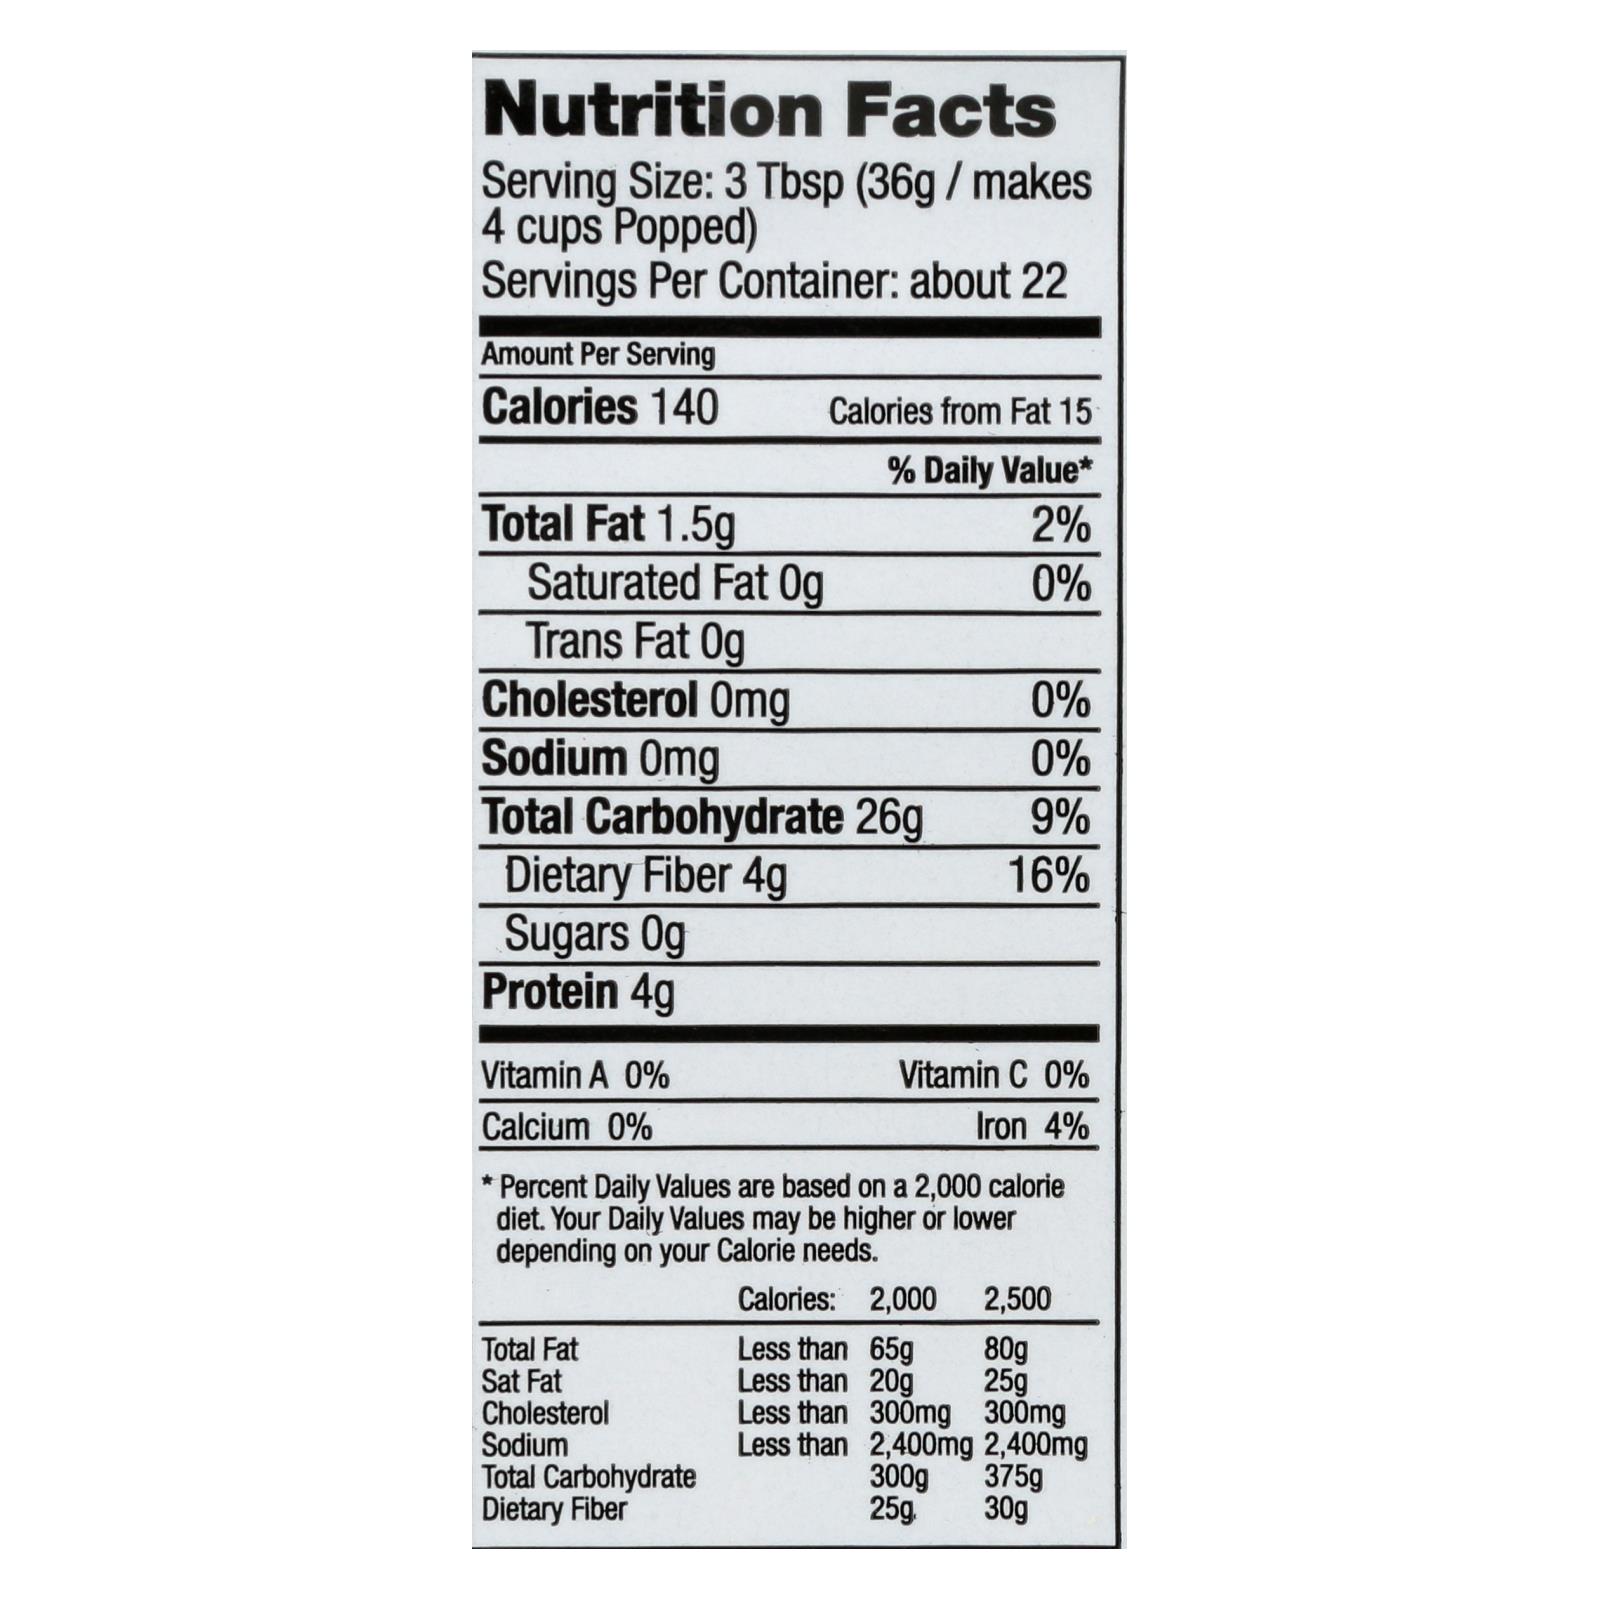 Nutrition Facts
Serving Size: 3 Tbsp (36g / makes
4 cups Popped)
Servings Per Container: about 22
Amount Per Serving
Calories 140 Calories from Fat 15
% Daily Value*
Total Fat 1.5g 2%
Saturated Fat 0g 0%
Trans Fat 0g
Cholesterol 0mg 0%
Sodium 0mg 0%
Total Carbohydrate 26g 9%
Dietary Fiber 4g 16%
Sugars 0g
Protein 4g
Vitamin A 0% Vitamin C 0%
Calcium 0% Iron 4%
* Percent Daily Values are based on a 2,000 calorie
diet. Your Daily Values may be higher or lower
depending on your Calorie needs.
Calories: 2,000 2,500
Total Fat Less than 65g 80g
Sat Fat Less than 20g 25g
Cholesterol Less than 300mg 300mg
Sodium Less than 2,400mg 2,400mg
Total Carbohydrate 300g 375g
Dietary Fiber 25g 30g